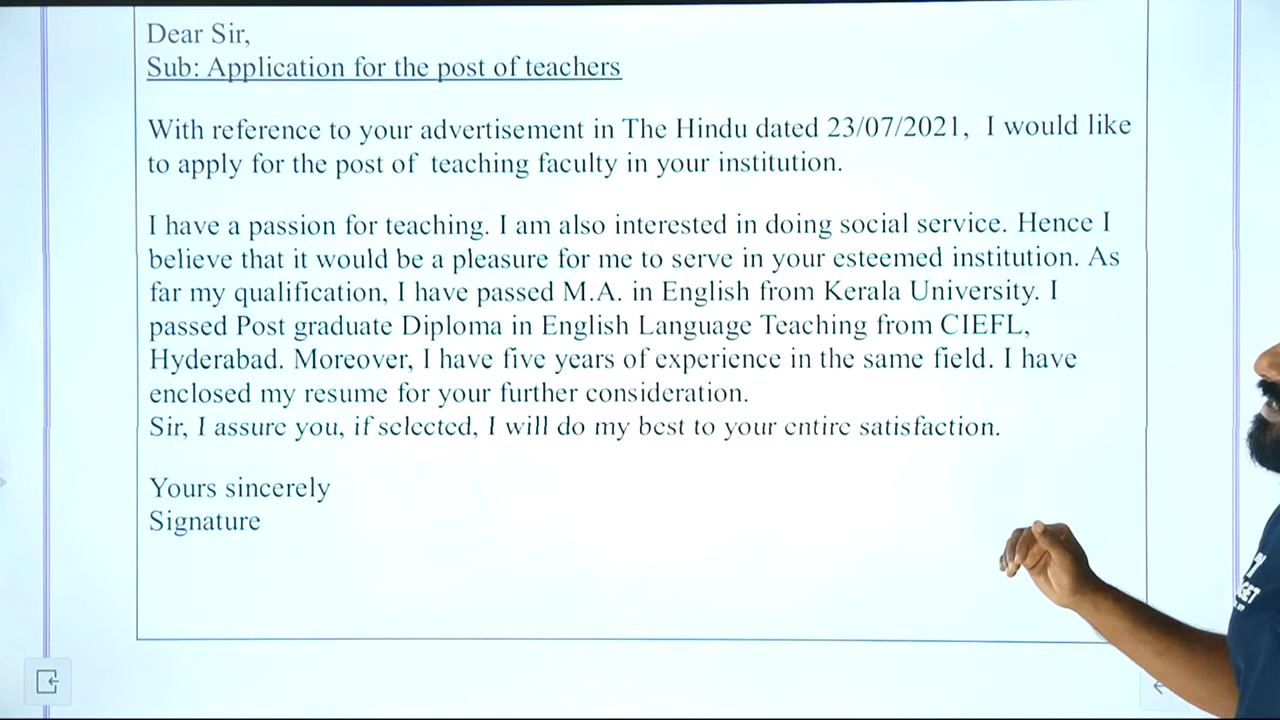 Dear Sir,
Sub: Application for the post of teachers
With reference to your advertisement in The Hindu dated 23/07/2021, I would like
to apply for the post of teaching faculty in your institution.
I have a passion for teaching. I am also interested in doing social service. Hence I
believe that it would be a pleasure for me to serve in your esteemed institution. As
far my qualification, I have passed M.A. in English from Kerala University. I
passed Post graduate Diploma in English Language Teaching from CIEFL,
Hyderabad. Moreover, I have five years of experience in the same field. I have
enclosed my resume for your further consideration.
Sir, I assure you, if selected, I will do my best to your entire satisfaction.
Yours sincerely
Signature